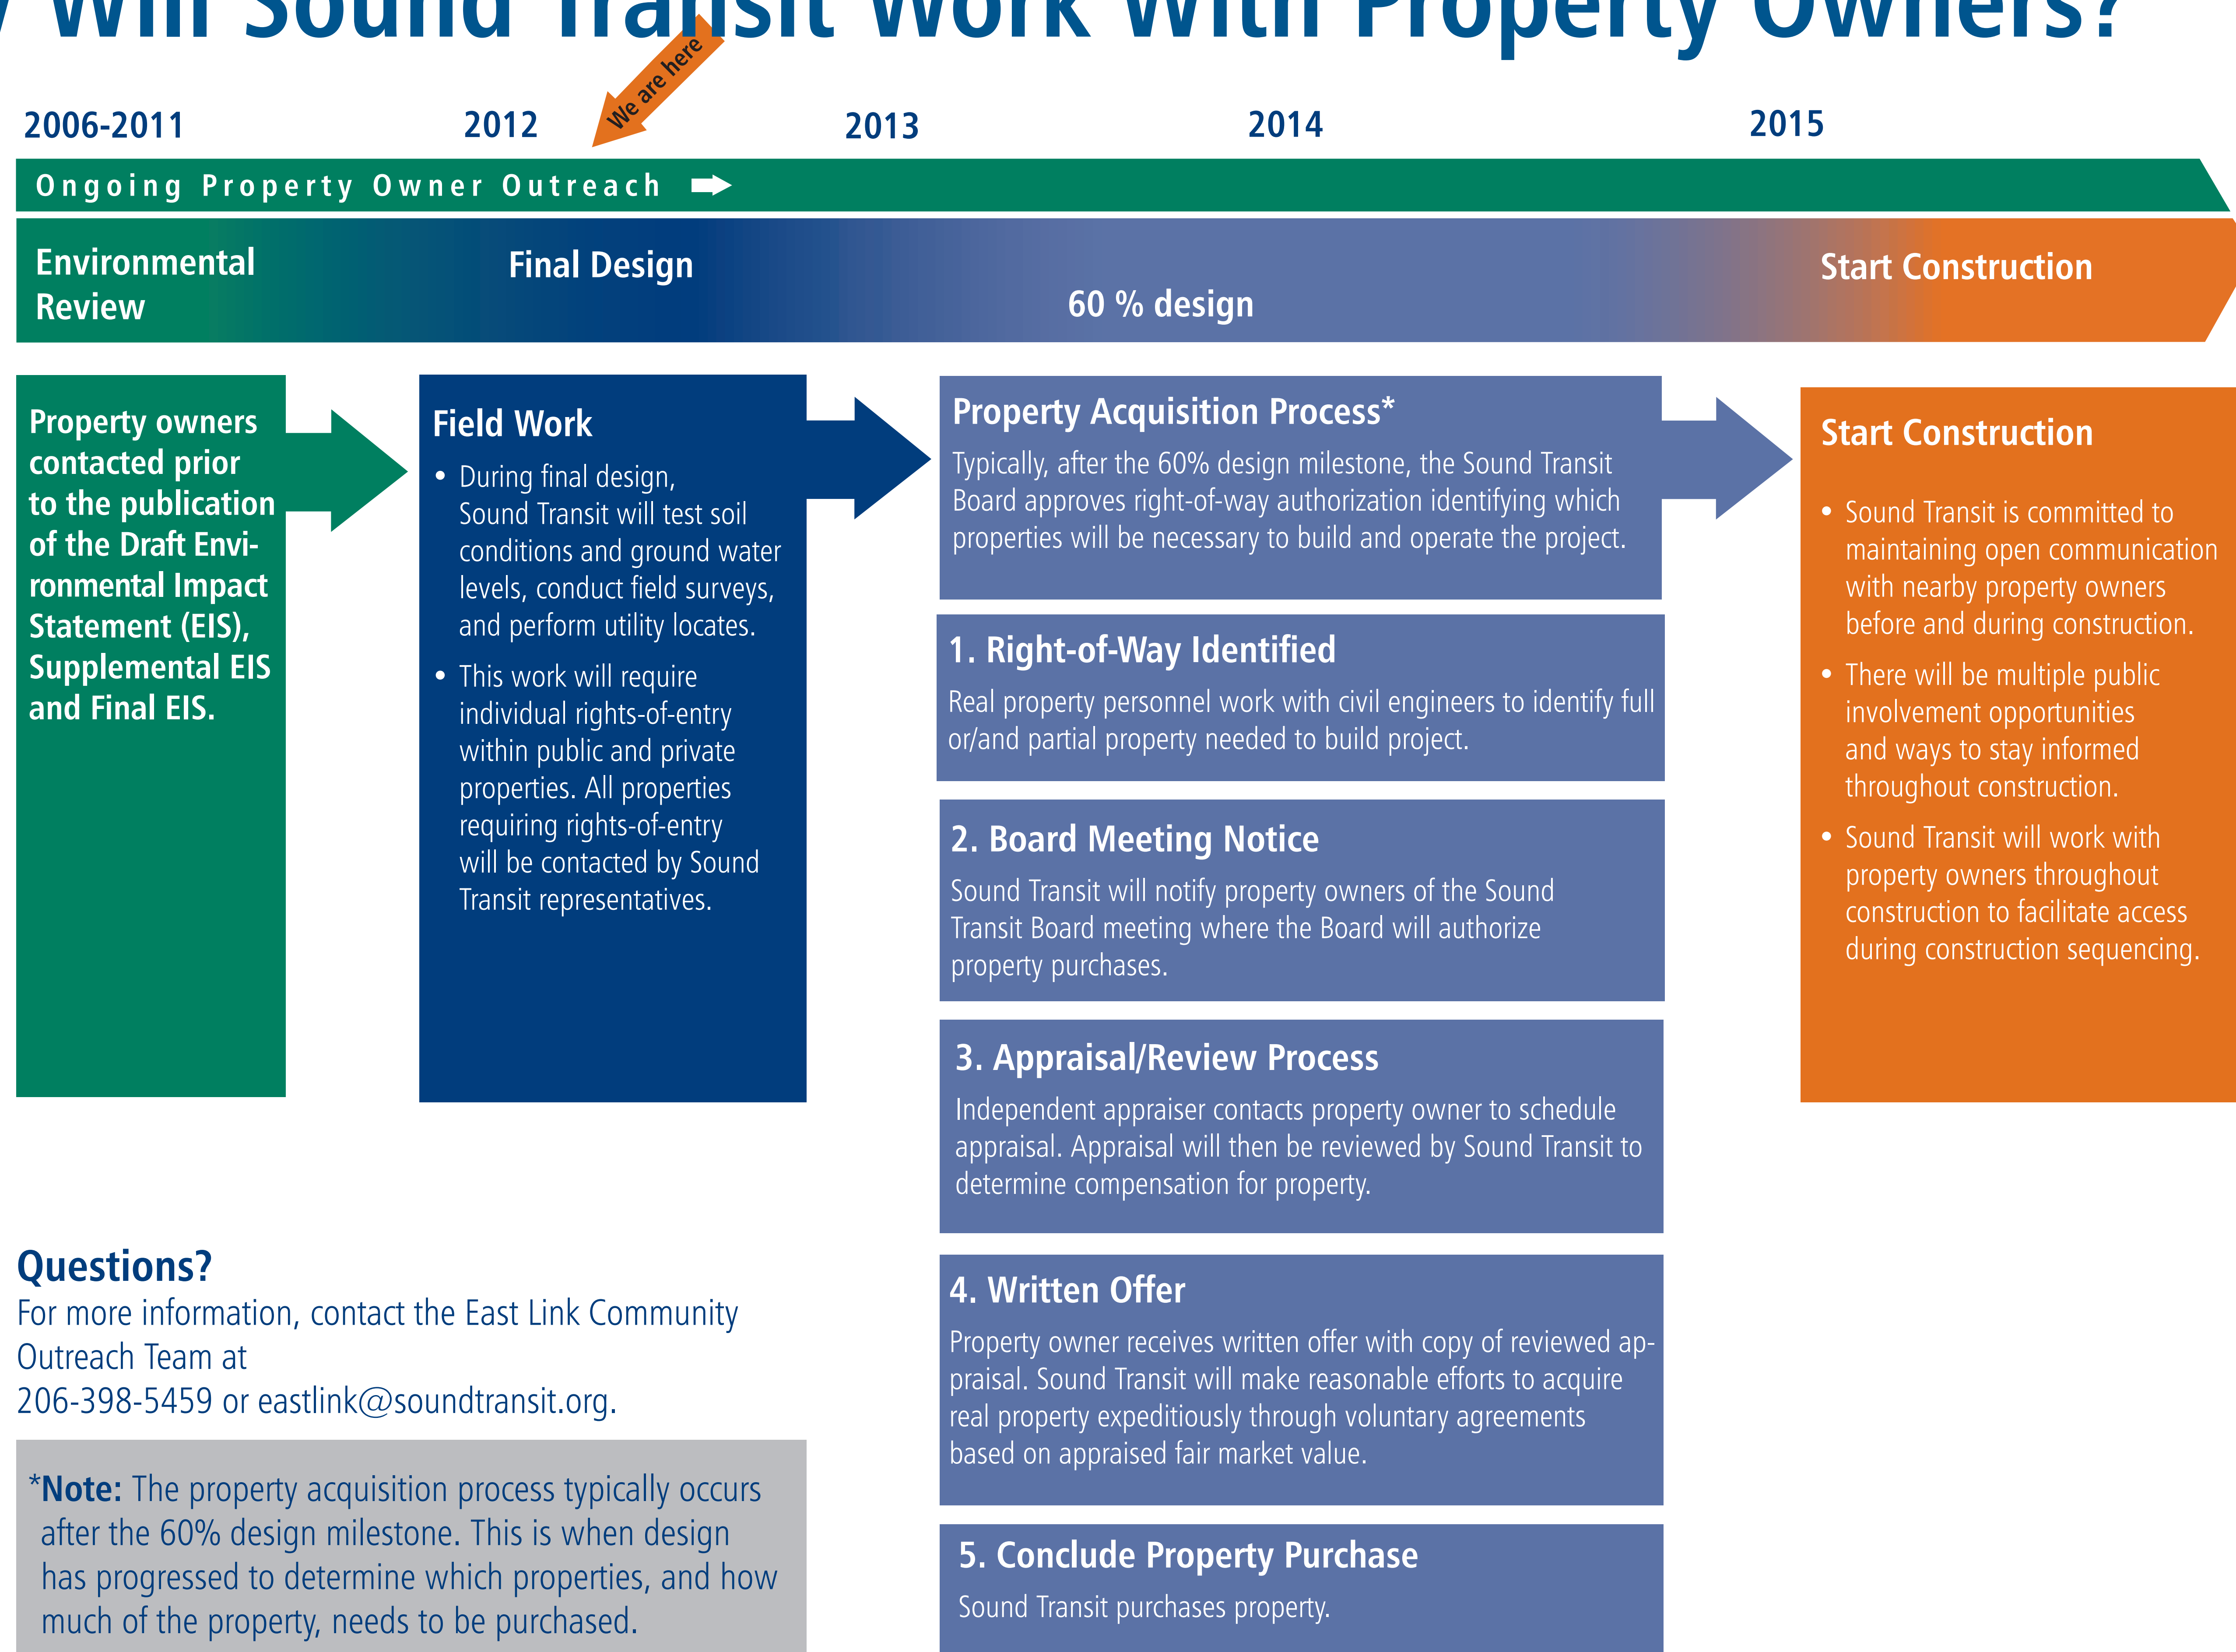 Will Sound Transit Work With Property Owners?
We are here
2006-2011
2012
2013
2014
2015
Ongoing Property Owner Outreach
Environmental
Review
Final Design
60 % design
Start Construction
Property owners
contacted prior
to the publication
of the Draft Envi-
ronmental Impact
Statement (EIS),
Supplemental EIS
and Final EIS.
Field Work
• During final design,
Sound Transit will test soil
conditions and ground water
levels, conduct field surveys,
and perform utility locates.
• This work will require
individual rights-of-entry
within public and private
properties. All properties
requiring rights-of-entry
will be contacted by Sound
Transit representatives.
Property Acquisition Process*
Typically, after the 60% design milestone, the Sound Transit
Board approves right-of-way authorization identifying which
properties will be necessary to build and operate the project.
1. Right-of-Way Identified
Real property personnel work with civil engineers to identify full
or/and partial property needed to build project.
2. Board Meeting Notice
Sound Transit will notify property owners of the Sound
Transit Board meeting where the Board will authorize
property purchases.
3. Appraisal/Review Process
Independent appraiser contacts property owner to schedule
appraisal. Appraisal will then be reviewed by Sound Transit to
determine compensation for property.
4. Written Offer
Property owner receives written offer with copy of reviewed ap-
praisal. Sound Transit will make reasonable efforts to acquire
real property expeditiously through voluntary agreements
based on appraised fair market value.
5. Conclude Property Purchase
Sound Transit purchases property.
Start Construction
• Sound Transit is committed to
maintaining open communication
with nearby property owners
before and during construction.
• There will be multiple public
involvement opportunities
and ways to stay informed
throughout construction.
• Sound Transit will work with
property owners throughout
construction to facilitate access
during construction sequencing.
Questions?
For more information, contact the East Link Community
Outreach Team at
206-398-5459 or eastlink@soundtransit.org.
*Note: The property acquisition process typically occurs
after the 60% design milestone. This is when design
has progressed to determine which properties, and how
much of the property, needs to be purchased.